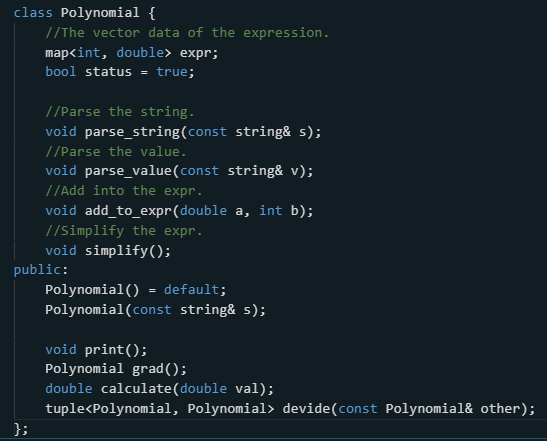 class Polynomial {
//The vector data of the expression.
map<int, double> expr;
bool status = true;
//Parse the string.
void parse_string(const string& s);
//Parse the value.
void parse_value(const string& v);
//Add into the expr.
void add_to_expr(double a, int b);
//Simplify the expr.
void simplify();
public:
Polynomial() = default;
Polynomial(const string& s);
void print();
Polynomial grad();
double calculate(double val);
tuple<Polynomial, Polynomial> devide(const Polynomial& other);
};